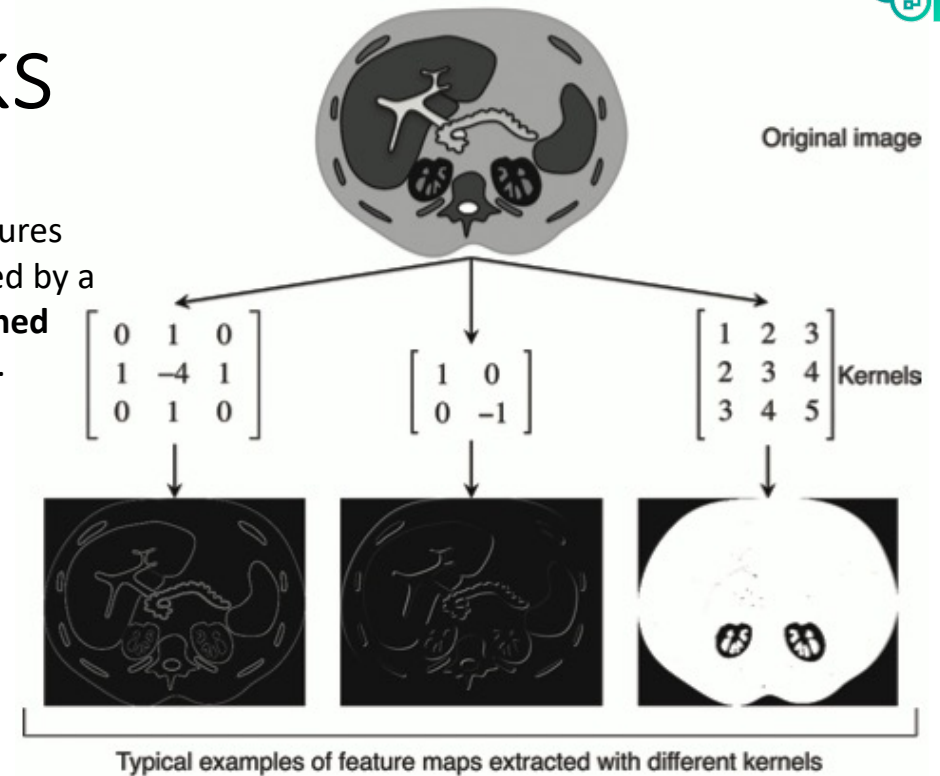 KS
Original image
ures
ed by a
ned
.
0 1 0
1 −4 1
0 1 0
1 0
0 −1
1 2 3
2 3 4
3 4 5
Kernels
Typical examples of feature maps extracted with different kernels